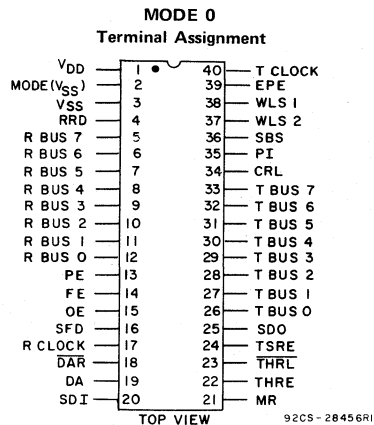 MODE 0
Terminal Assignment
VDD 1 40 T CLOCK
MODE(VSS) 2 39 EPE
VSS 3 38 WLS 1
RRD 4 37 WLS 2
R BUS 7 5 36 SBS
R BUS 6 6 35 PI
R BUS 5 7 34 CRL
R BUS 4 8 33 T BUS 7
R BUS 3 9 32 T BUS 6
R BUS 2 10 31 T BUS 5
R BUS 1 11 30 T BUS 4
R BUS 0 12 29 T BUS 3
PE 13 28 T BUS 2
FE 14 27 T BUS 1
OE 15 26 T BUS 0
SFD 16 25 SDO
R CLOCK 17 24 TSRE
DAR 18 23 THRL
DA 19 22 THRE
SDI 20 21 MR
TOP VIEW 92CS-28456RI